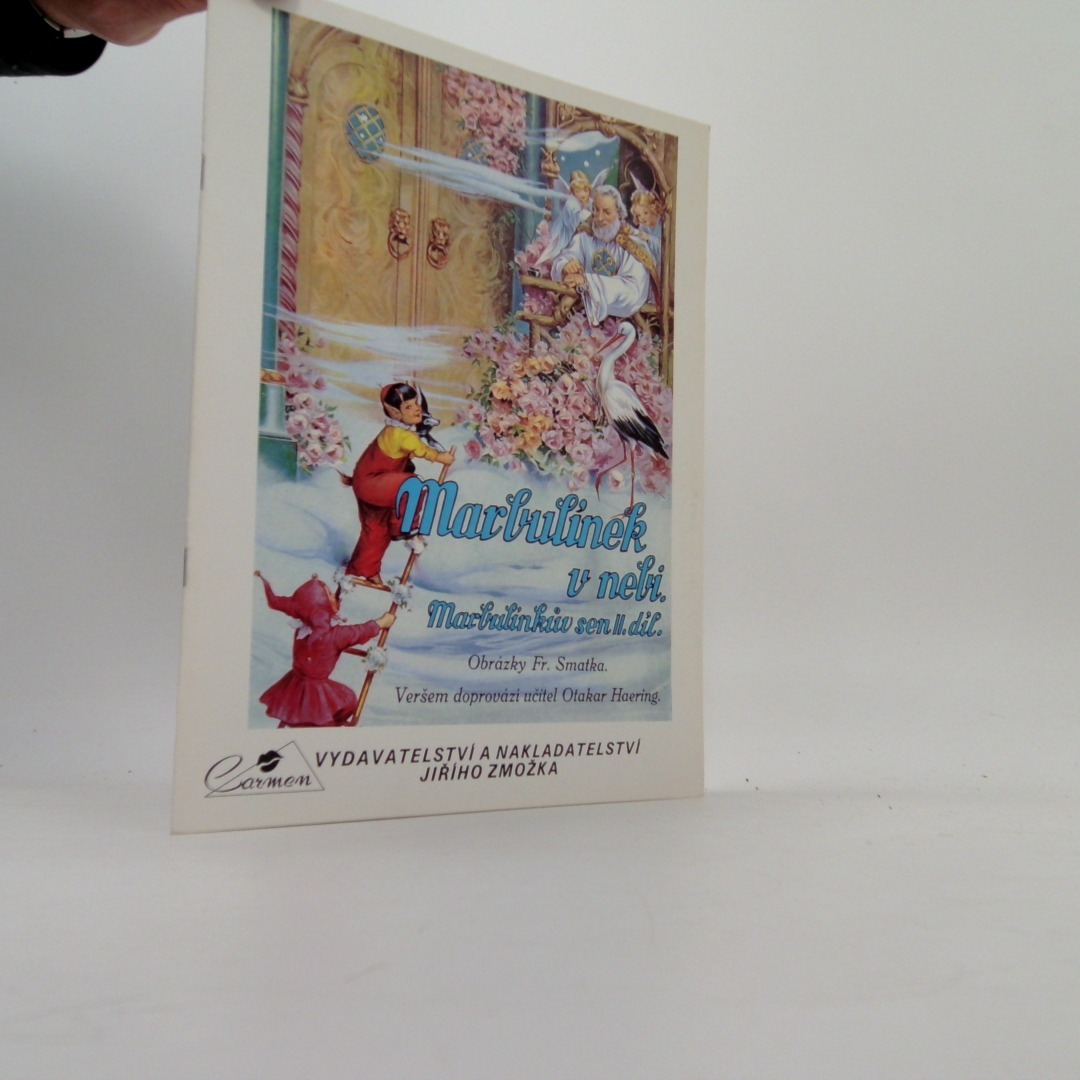 Marbulínek
v nebi.
Marbulínkův sen II. díl.
Obrázky Fr. Smatka.
Veršem doprovází učitel Otakar Haering.
Carmen
VYDAVATELSTVÍ A NAKLADATELSTVÍ
JIŘÍHO ZMOŽKA